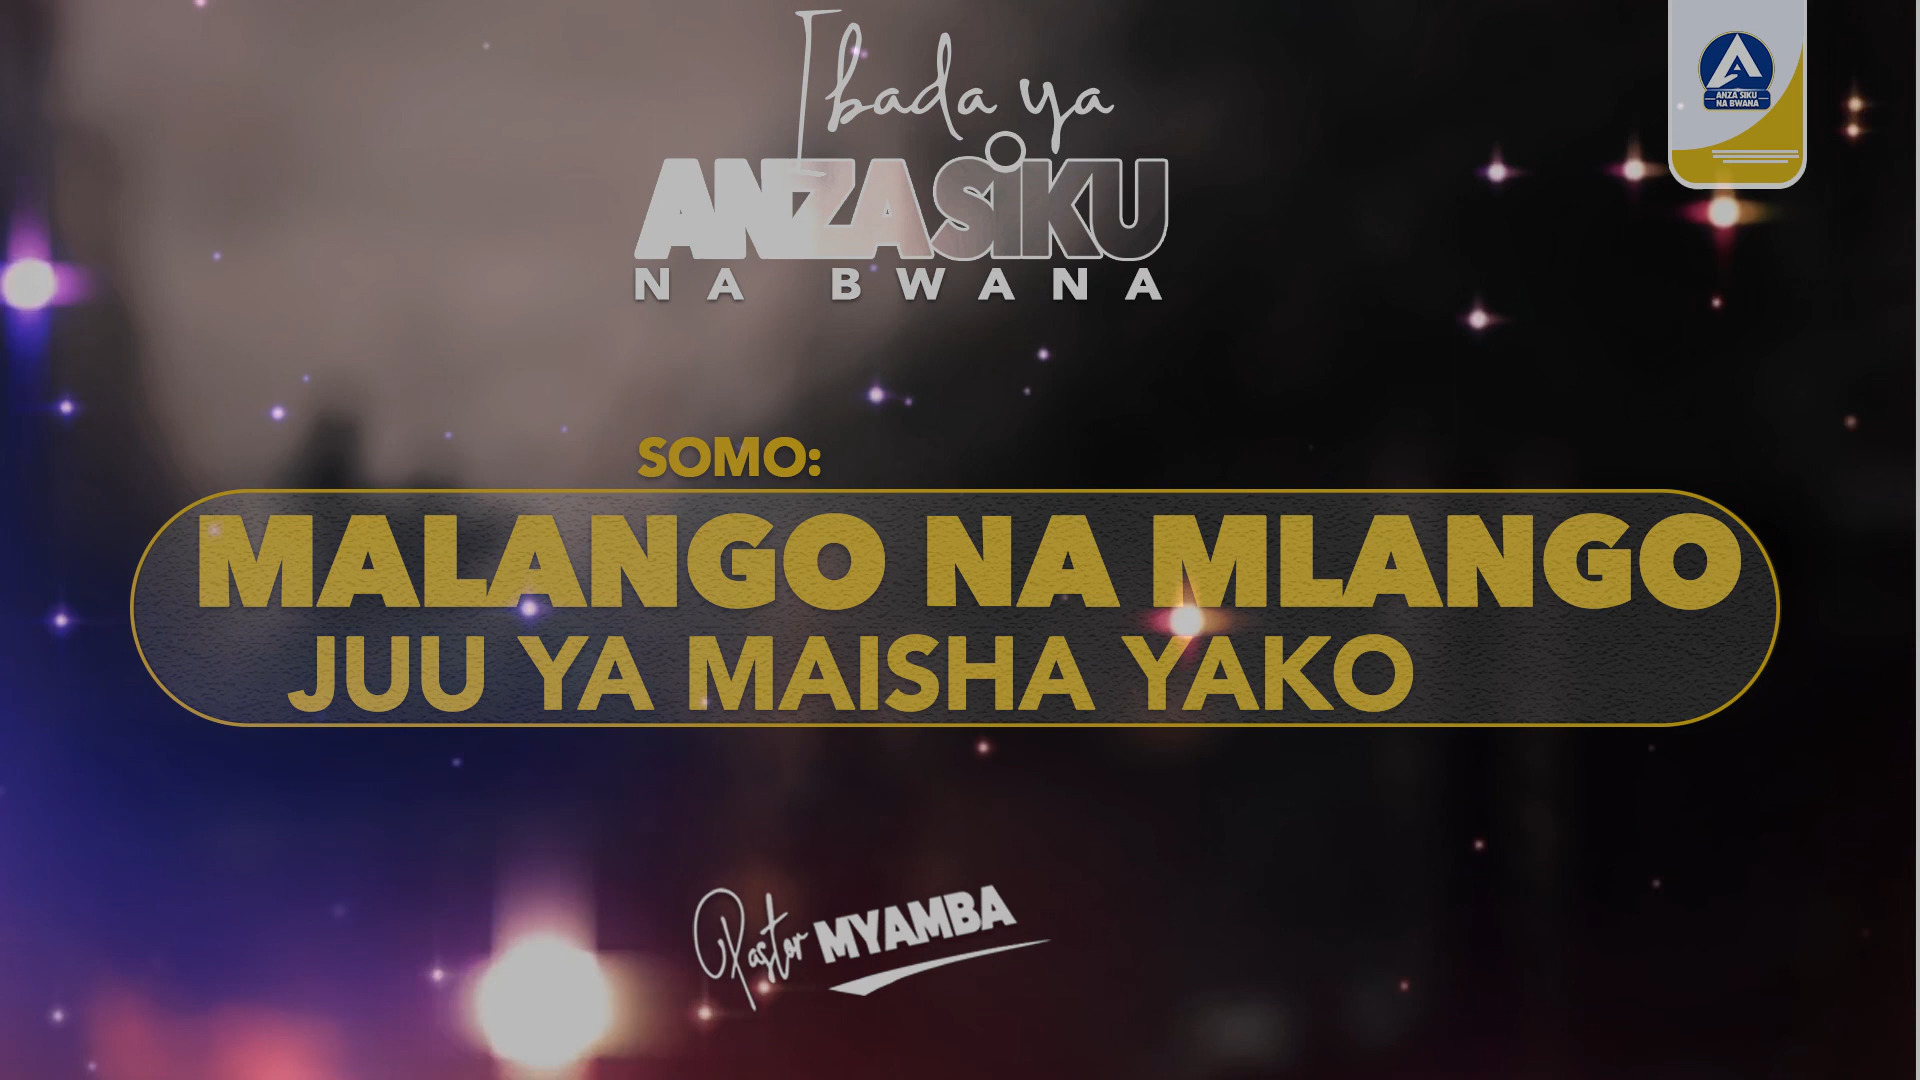 Ibada ya
ANZA SIKU
NA BWANA
ANZA SIKU
NA BWANA
SOMO:
MALANGO NA MLANGO
JUU YA MAISHA YAKO
Pastor MYAMBA